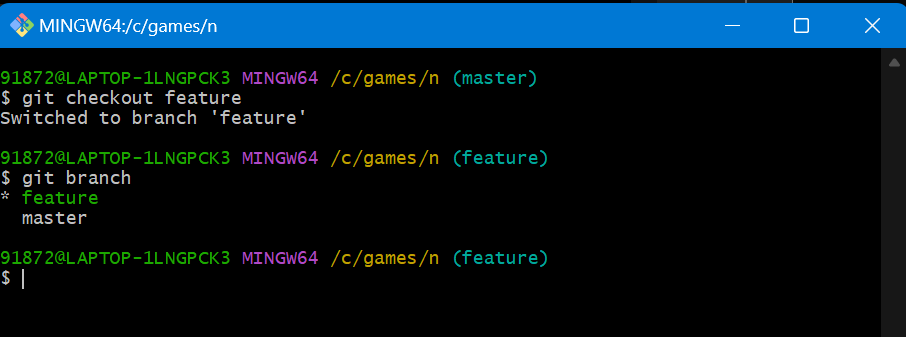 MINGW64:/c/games/n
91872@LAPTOP-1LNGPCK3 MINGW64 /c/games/n (master)
$ git checkout feature
Switched to branch 'feature'
91872@LAPTOP-1LNGPCK3 MINGW64 /c/games/n (feature)
$ git branch
* feature
  master
91872@LAPTOP-1LNGPCK3 MINGW64 /c/games/n (feature)
$